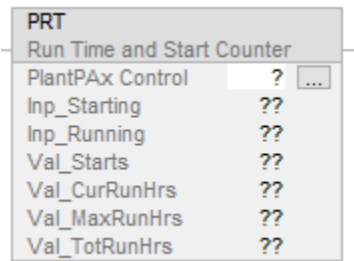 PRT
Run Time and Start Counter
PlantPAx Control ? ...
Inp_Starting ??
Inp_Running ??
Val_Starts ??
Val_CurRunHrs ??
Val_MaxRunHrs ??
Val_TotRunHrs ??